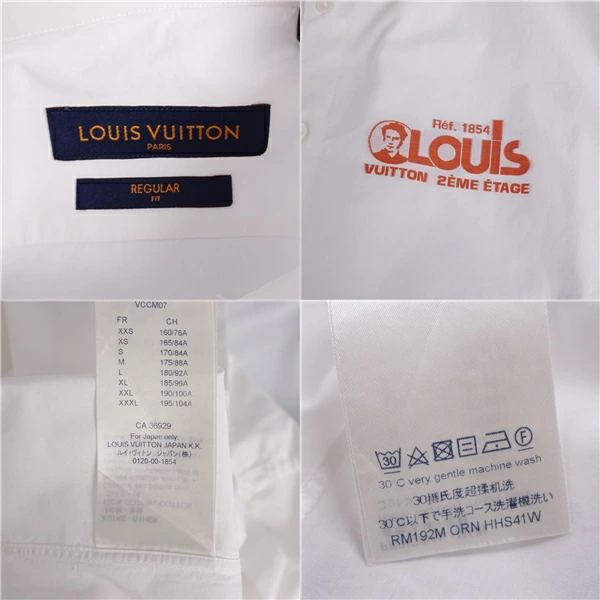 LOUIS VUITTON
PARIS
REGULAR
FIT
Réf. 1854
LOUIS
VUITTON 2ÈME ÉTAGE
VCCM07
FR CH
XXS 160/76A
XS 165/84A
S 170/84A
M 175/88A
L 180/92A
XL 185/96A
XXL 190/100A
XXXL 195/104A
CA 36929
For Japan only:
LOUIS VUITTON JAPAN K.K.
ルイ・ヴィトン ジャパン(株)
0120-00-1854
30
F
30 C very gentle machine wash
30摄氏度超柔机洗
30℃以下で手洗コース洗濯機洗い
RM192M ORN HHS41W